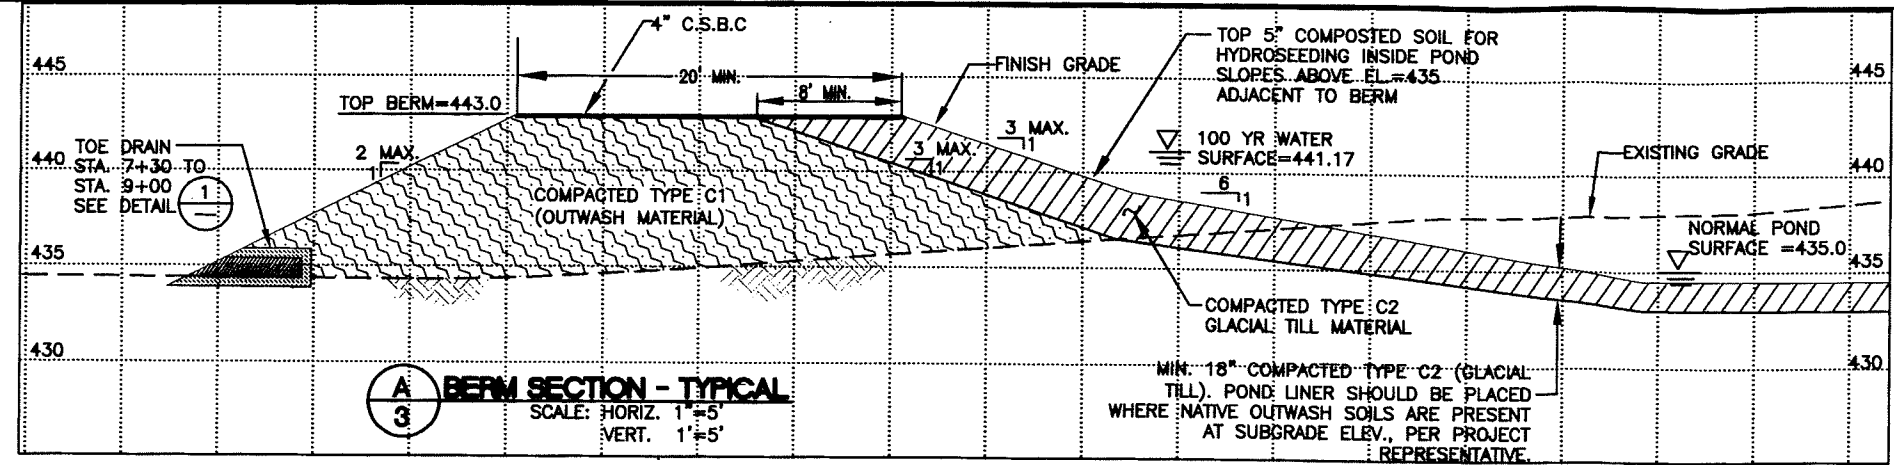 4" C.S.B.C
TOP 5" COMPOSTED SOIL FOR
HYDROSEEDING INSIDE POND
SLOPES ABOVE EL.=435
ADJACENT TO BERM
445
20' MIN.
FINISH GRADE
445
8' MIN.
TOP BERM=443.0
3 MAX.
1
100 YR WATER
SURFACE=441.17
TOE DRAIN
STA. 7+30 TO
STA. 9+00
SEE DETAIL
1
—
440
2 MAX.
1
3 MAX.
1
EXISTING GRADE
440
6
1
COMPACTED TYPE C1
(OUTWASH MATERIAL)
NORMAL POND
SURFACE =435.0
435
435
COMPACTED TYPE C2
GLACIAL TILL MATERIAL
430
430
MIN. 18" COMPACTED TYPE C2 (GLACIAL
TILL). POND LINER SHOULD BE PLACED
WHERE NATIVE OUTWASH SOILS ARE PRESENT
AT SUBGRADE ELEV., PER PROJECT
REPRESENTATIVE.
A
3
BERM SECTION - TYPICAL
SCALE: HORIZ. 1"=5'
VERT. 1'=5'